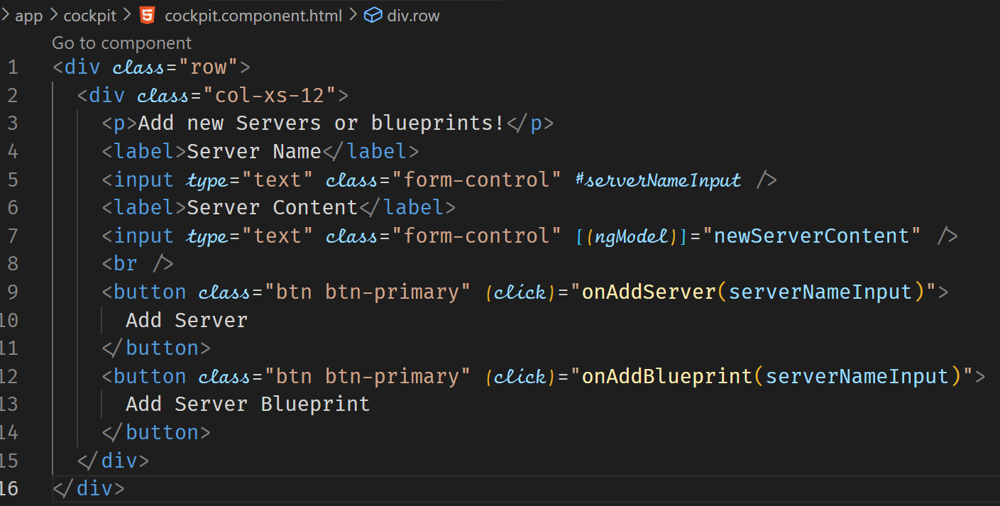 > app > cockpit > 5 cockpit.component.html > div.row
Go to component
1 <div class="row">
2 <div class="col-xs-12">
3 <p>Add new Servers or blueprints!</p>
4 <label>Server Name</label>
5 <input type="text" class="form-control" #serverNameInput />
6 <label>Server Content</label>
7 <input type="text" class="form-control" [(ngModel)]="newServerContent" />
8 <br />
9 <button class="btn btn-primary" (click)="onAddServer(serverNameInput)">
10 Add Server
11 </button>
12 <button class="btn btn-primary" (click)="onAddBlueprint(serverNameInput)">
13 Add Server Blueprint
14 </button>
15 </div>
16 </div>